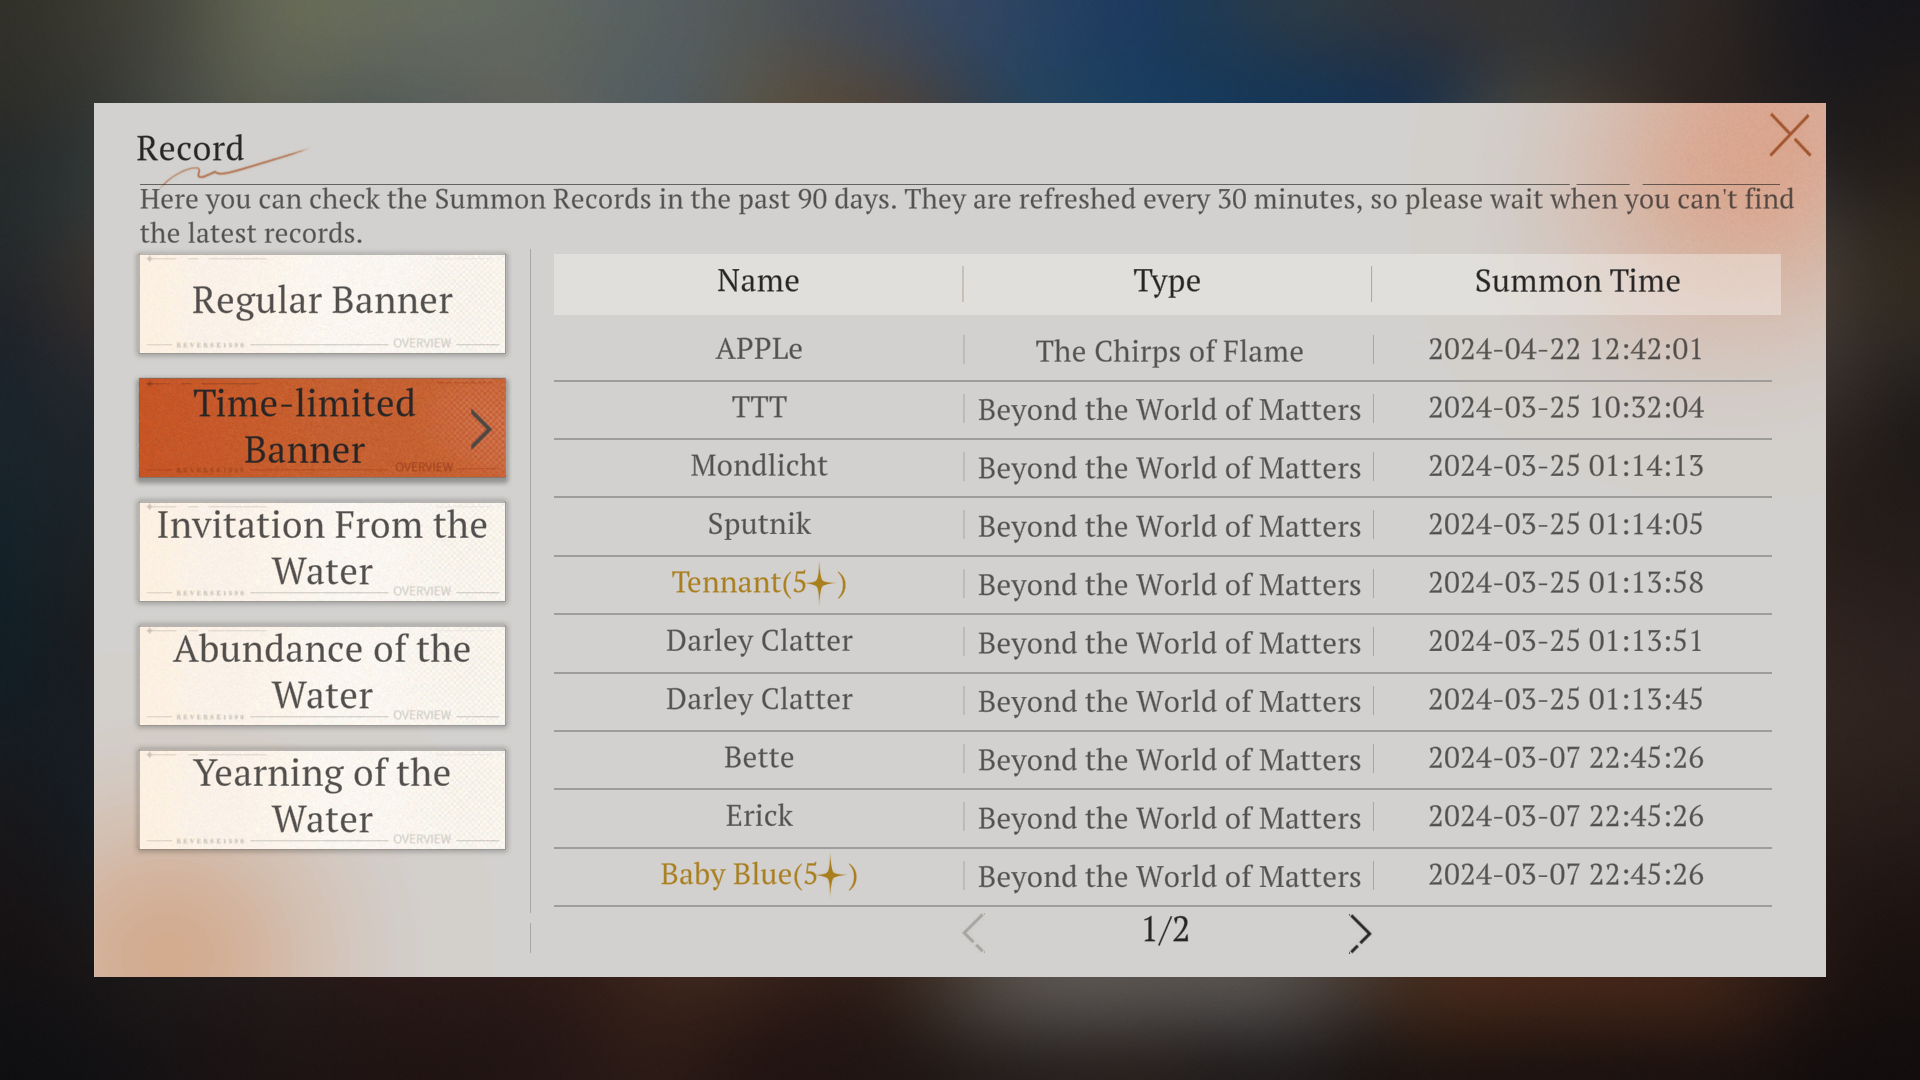 Record
Here you can check the Summon Records in the past 90 days. They are refreshed every 30 minutes, so please wait when you can't find
the latest records.
Regular Banner
REVERSE1999 OVERVIEW
Time-limited
Banner
REVERSE1999 OVERVIEW
Invitation From the
Water
REVERSE1999 OVERVIEW
Abundance of the
Water
REVERSE1999 OVERVIEW
Yearning of the
Water
REVERSE1999 OVERVIEW
Name Type Summon Time
APPLe The Chirps of Flame 2024-04-22 12:42:01
TTT Beyond the World of Matters 2024-03-25 10:32:04
Mondlicht Beyond the World of Matters 2024-03-25 01:14:13
Sputnik Beyond the World of Matters 2024-03-25 01:14:05
Tennant(5✦) Beyond the World of Matters 2024-03-25 01:13:58
Darley Clatter Beyond the World of Matters 2024-03-25 01:13:51
Darley Clatter Beyond the World of Matters 2024-03-25 01:13:45
Bette Beyond the World of Matters 2024-03-07 22:45:26
Erick Beyond the World of Matters 2024-03-07 22:45:26
Baby Blue(5✦) Beyond the World of Matters 2024-03-07 22:45:26
1/2